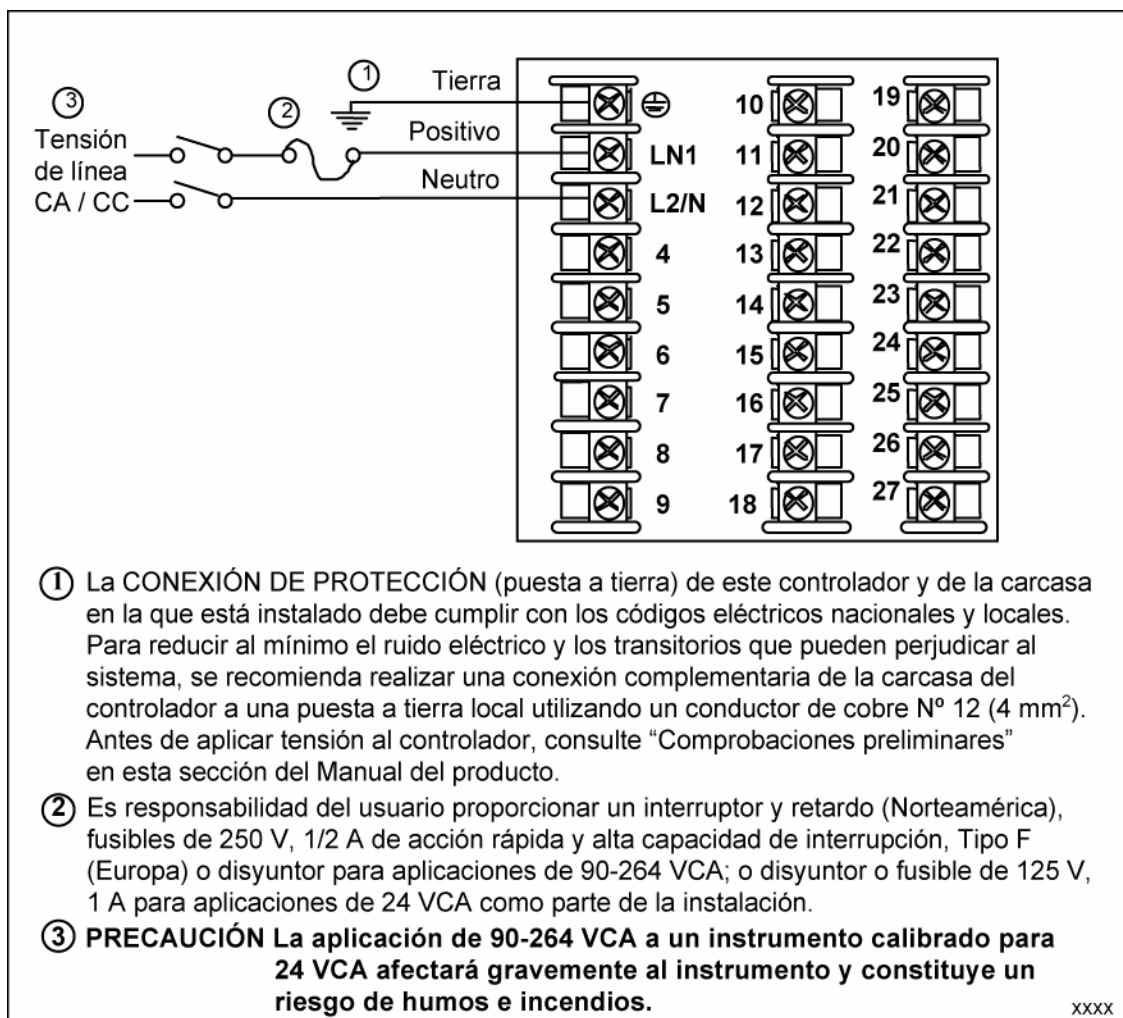 ③
Tensión
de línea
CA / CC
②
①
Tierra
Positivo
Neutro
LN1
L2/N
4
5
6
7
8
9
10
11
12
13
14
15
16
17
18
19
20
21
22
23
24
25
26
27
① La CONEXIÓN DE PROTECCIÓN (puesta a tierra) de este controlador y de la carcasa
en la que está instalado debe cumplir con los códigos eléctricos nacionales y locales.
Para reducir al mínimo el ruido eléctrico y los transitorios que pueden perjudicar al
sistema, se recomienda realizar una conexión complementaria de la carcasa del
controlador a una puesta a tierra local utilizando un conductor de cobre Nº 12 (4 mm²).
Antes de aplicar tensión al controlador, consulte “Comprobaciones preliminares”
en esta sección del Manual del producto.
② Es responsabilidad del usuario proporcionar un interruptor y retardo (Norteamérica),
fusibles de 250 V, 1/2 A de acción rápida y alta capacidad de interrupción, Tipo F
(Europa) o disyuntor para aplicaciones de 90-264 VCA; o disyuntor o fusible de 125 V,
1 A para aplicaciones de 24 VCA como parte de la instalación.
③ PRECAUCIÓN La aplicación de 90-264 VCA a un instrumento calibrado para
24 VCA afectará gravemente al instrumento y constituye un
riesgo de humos e incendios.
xxxx